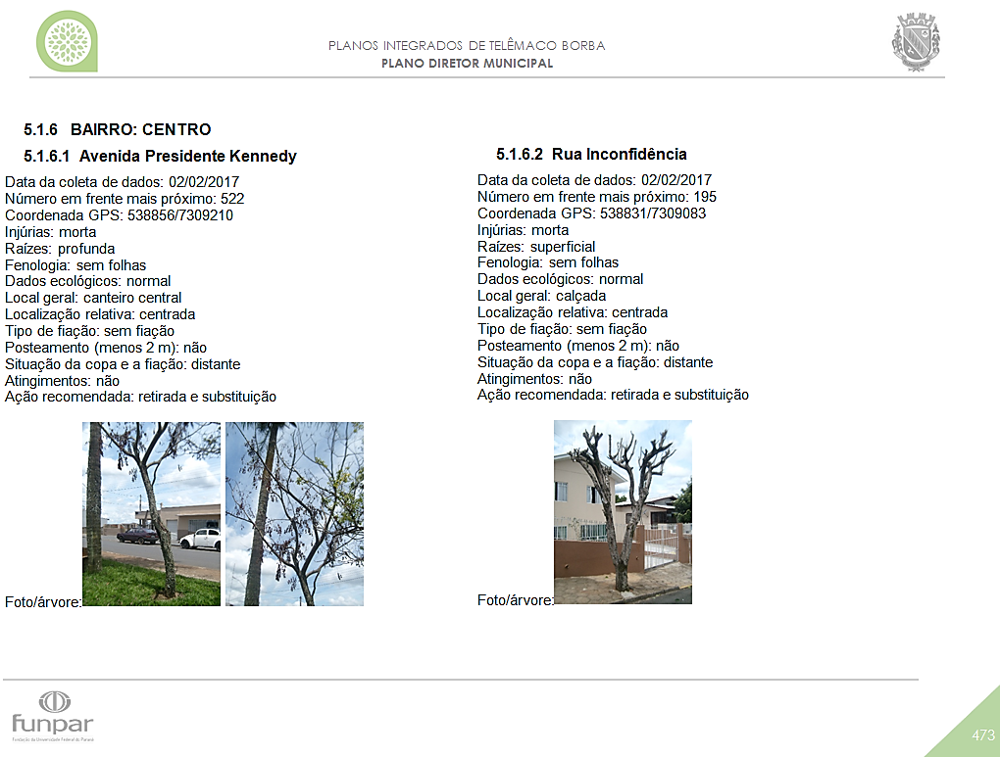 PLANOS INTEGRADOS DE TELÊMACO BORBA
PLANO DIRETOR MUNICIPAL
5.1.6 BAIRRO: CENTRO
5.1.6.1 Avenida Presidente Kennedy
Data da coleta de dados: 02/02/2017
Número em frente mais próximo: 522
Coordenada GPS: 538856/7309210
Injúrias: morta
Raízes: profunda
Fenologia: sem folhas
Dados ecológicos: normal
Local geral: canteiro central
Localização relativa: centrada
Tipo de fiação: sem fiação
Posteamento (menos 2 m): não
Situação da copa e a fiação: distante
Atingimentos: não
Ação recomendada: retirada e substituição
Foto/árvore:
5.1.6.2 Rua Inconfidência
Data da coleta de dados: 02/02/2017
Número em frente mais próximo: 195
Coordenada GPS: 538831/7309083
Injúrias: morta
Raízes: superficial
Fenologia: sem folhas
Dados ecológicos: normal
Local geral: calçada
Localização relativa: centrada
Tipo de fiação: sem fiação
Posteamento (menos 2 m): não
Situação da copa e a fiação: distante
Atingimentos: não
Ação recomendada: retirada e substituição
Foto/árvore:
funpar
Fundação da Universidade Federal do Paraná
473